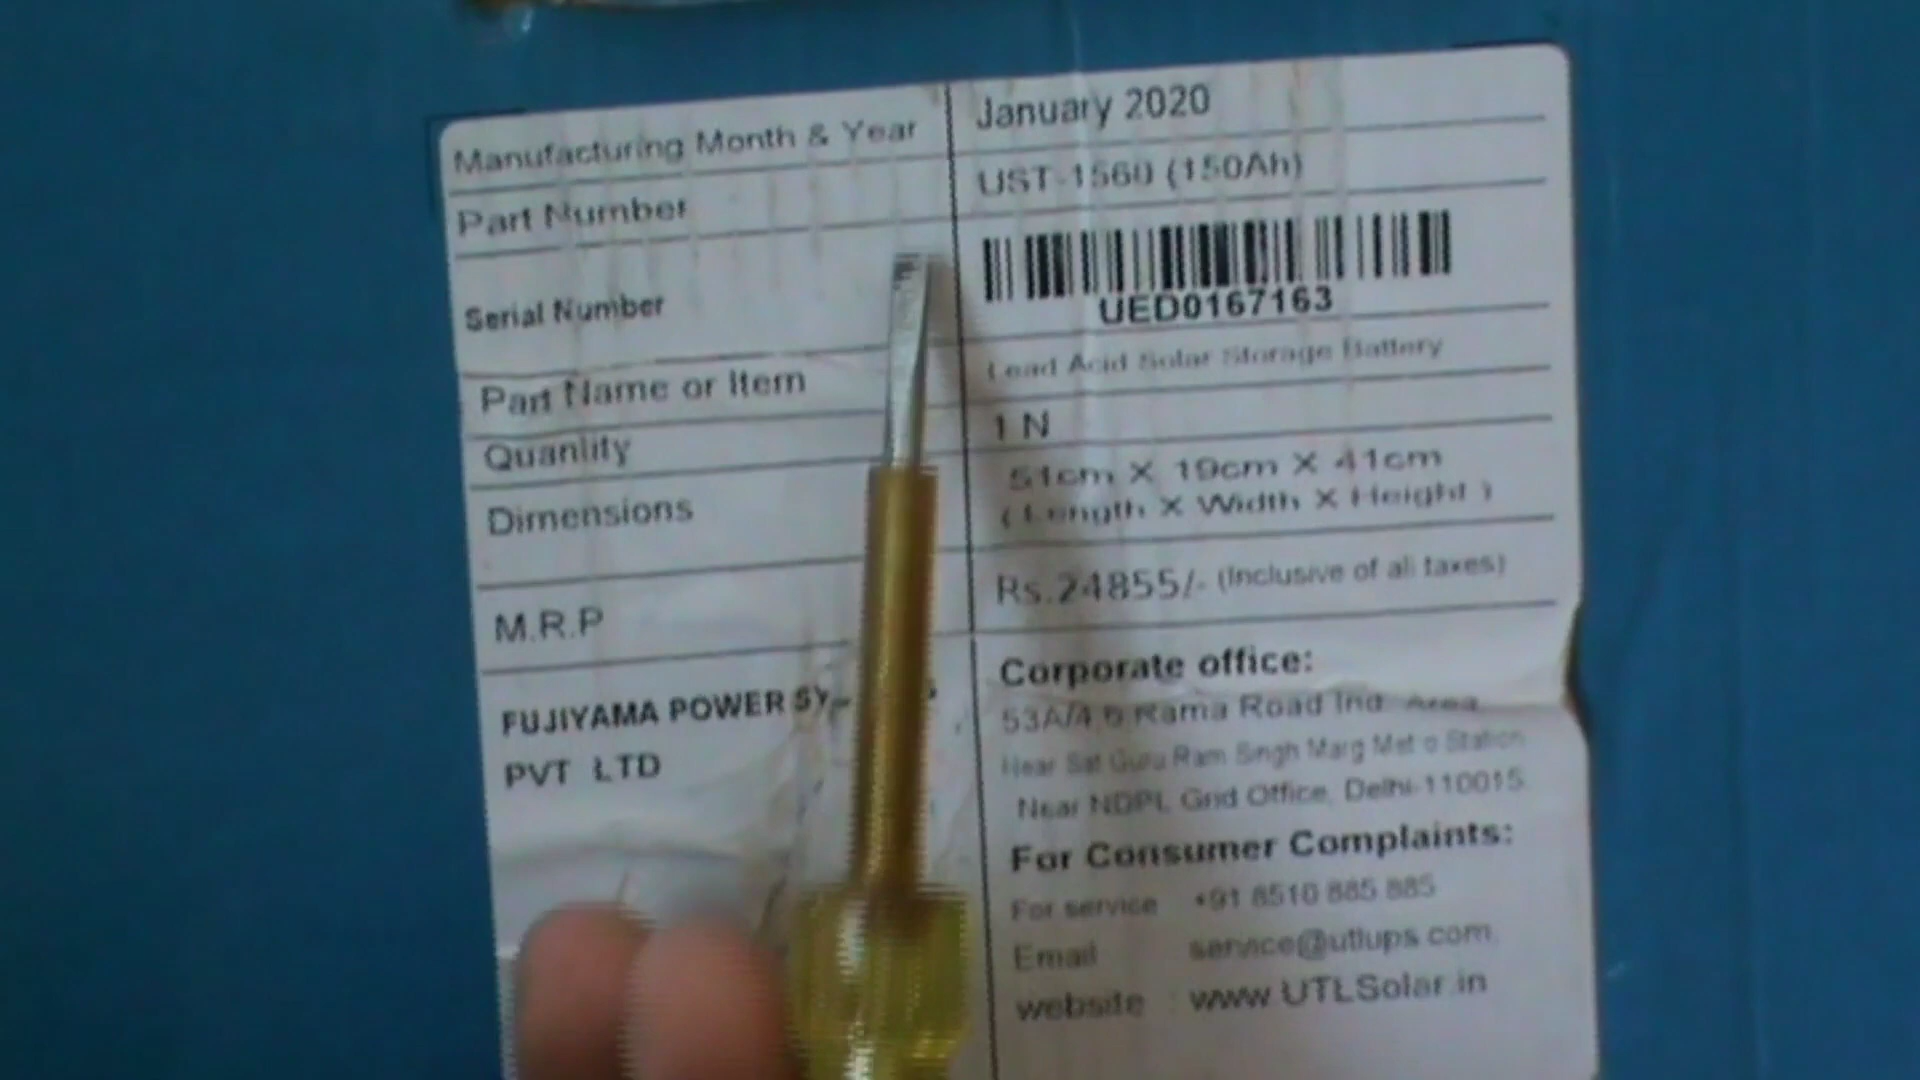 Manufacturing Month & Year January 2020
Part Number UST-1560 (150Ah)
Serial Number UED0167163
Part Name or Item Lead Acid Solar Storage Battery
Quantity 1 N
Dimensions 51cm X 19cm X 41cm
( Length X Width X Height )
M.R.P Rs.24855/- (Inclusive of all taxes)
FUJIYAMA POWER
PVT LTD
Corporate office:
53A/4,6 Rama Road Ind Area
Near Sat Guru Ram Singh Marg Metro Station
Near NDPL Grid Office, Delhi-110015
For Consumer Complaints:
For service +91 8510 885 885
Email service@utlups.com,
website www.UTLSolar.in